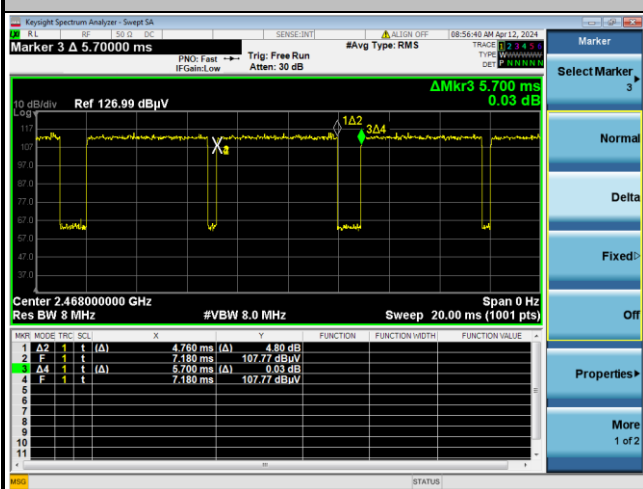 Keysight Spectrum Analyzer - Swept SA
RL RF 50 Ω DC SENSE:INT ALIGN OFF 08:56:40 AM Apr 12, 2024
Marker 3 Δ 5.70000 ms
PNO: Fast
IFGain:Low
Trig: Free Run
Atten: 30 dB
#Avg Type: RMS
TRACE 1 2 3 4 5 6
TYPE WWWWWW
DET P N N N N N
ΔMkr3 5.700 ms
0.03 dB
10 dB/div Ref 126.99 dBµV
Log
117
107
97.0
87.0
77.0
67.0
57.0
47.0
37.0
1Δ2
3Δ4
Center 2.468000000 GHz Span 0 Hz
Res BW 8 MHz #VBW 8.0 MHz Sweep 20.00 ms (1001 pts)
MKR MODE TRC SCL X Y FUNCTION FUNCTION WIDTH FUNCTION VALUE
1 Δ2 1 t (Δ) 4.760 ms (Δ) 4.80 dB
2 F 1 t 7.180 ms 107.77 dBµV
3 Δ4 1 t (Δ) 5.700 ms (Δ) 0.03 dB
4 F 1 t 7.180 ms 107.77 dBµV
5
6
7
8
9
10
11
MSG STATUS
Marker
Select Marker
3
Normal
Delta
Fixed
Off
Properties
More
1 of 2